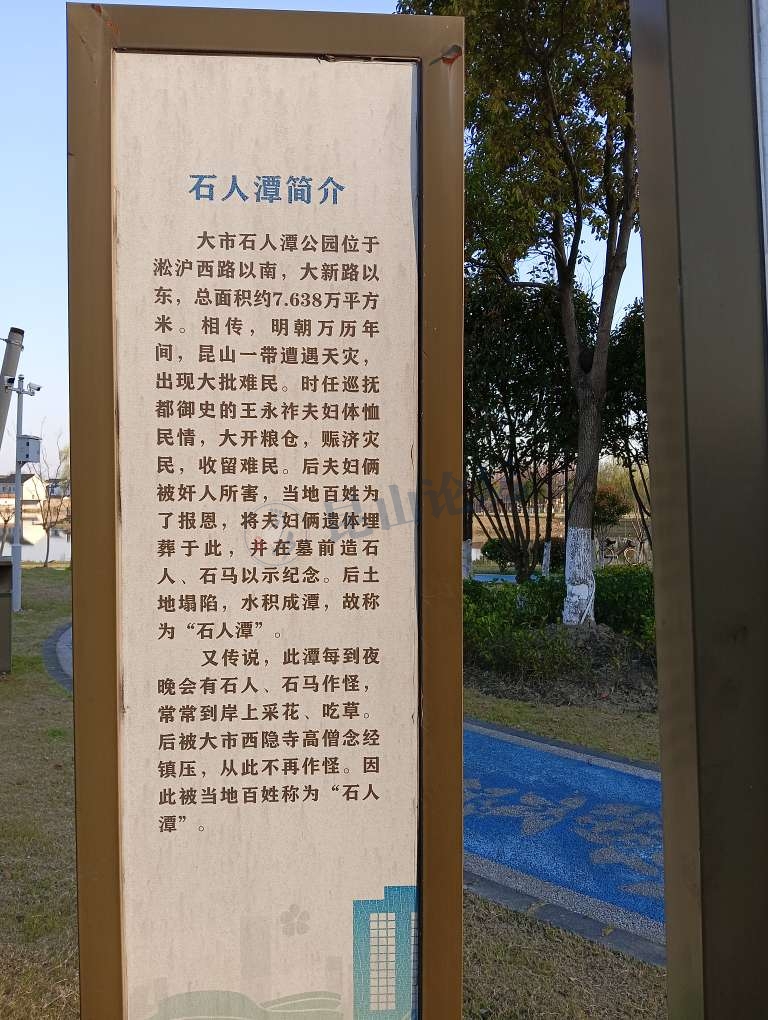 石人潭简介
大市石人潭公园位于
淞沪西路以南，大新路以
东，总面积约7.638万平方
米。相传，明朝万历年
间，昆山一带遭遇天灾，
出现大批难民。时任巡抚
都御史的王永祚夫妇体恤
民情，大开粮仓，赈济灾
民，收留难民。后夫妇俩
被奸人所害，当地百姓为
了报恩，将夫妇俩遗体埋
葬于此，并在墓前造石
人、石马以示纪念。后土
地塌陷，水积成潭，故称
为“石人潭”。
又传说，此潭每到夜
晚会有石人、石马作怪，
常常到岸上采花、吃草。
后被大市西隐寺高僧念经
镇压，从此不再作怪。因
此被当地百姓称为“石人
潭”。
昆山论坛